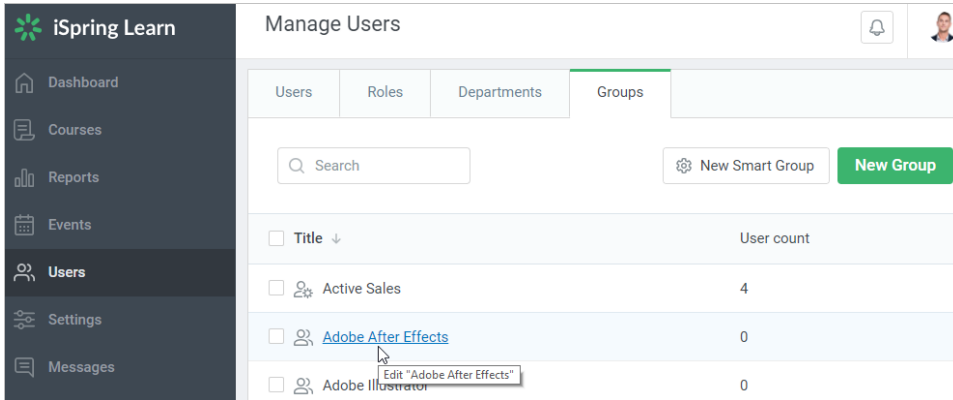 iSpring Learn
Manage Users
Dashboard
Courses
Reports
Events
Users
Settings
Messages
Users Roles Departments Groups
Search
New Smart Group
New Group
Title ↓ User count
Active Sales 4
Adobe After Effects 0
Edit "Adobe After Effects"
Adobe Illustrator 0